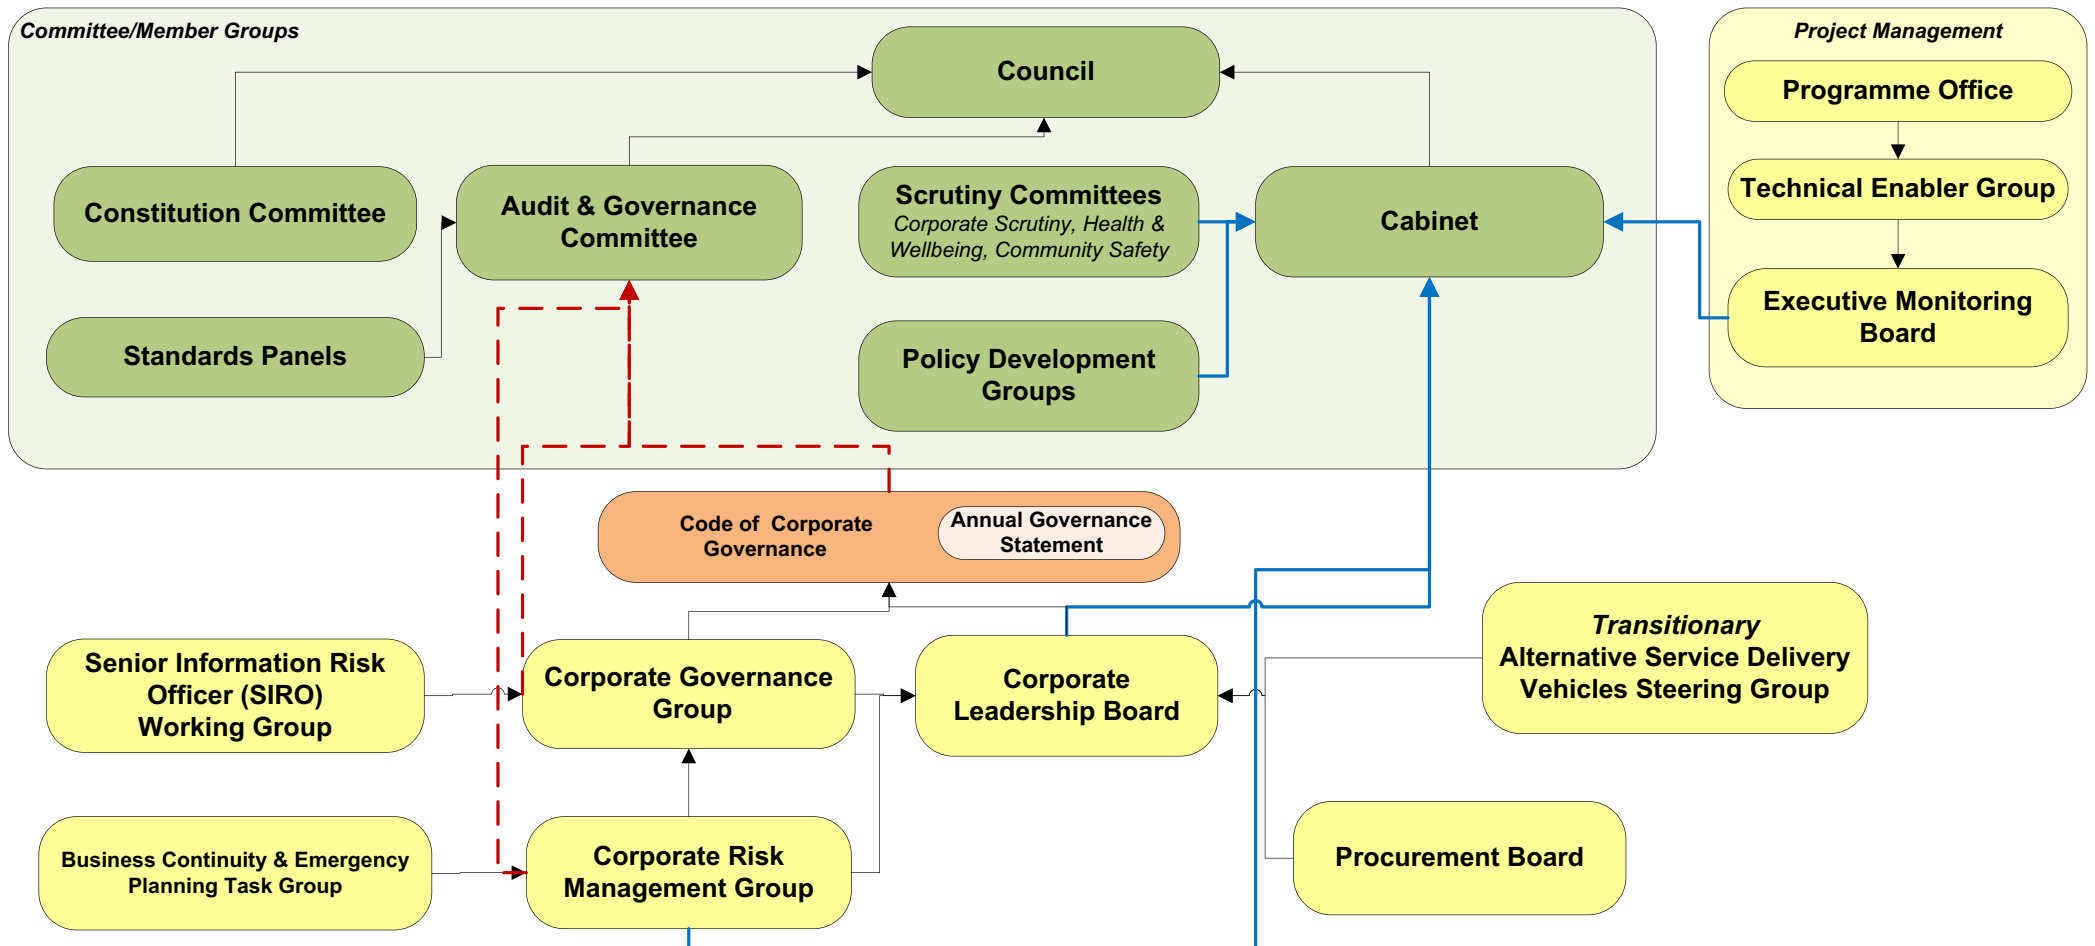 Committee/Member Groups
Project Management
Council
Programme Office
Technical Enabler Group
Executive Monitoring
Board
Constitution Committee
Audit & Governance
Committee
Scrutiny Committees
Corporate Scrutiny, Health &
Wellbeing, Community Safety
Cabinet
Standards Panels
Policy Development
Groups
Code of Corporate
Governance
Annual Governance
Statement
Senior Information Risk
Officer (SIRO)
Working Group
Corporate Governance
Group
Corporate
Leadership Board
Transitionary
Alternative Service Delivery
Vehicles Steering Group
Business Continuity & Emergency
Planning Task Group
Corporate Risk
Management Group
Procurement Board